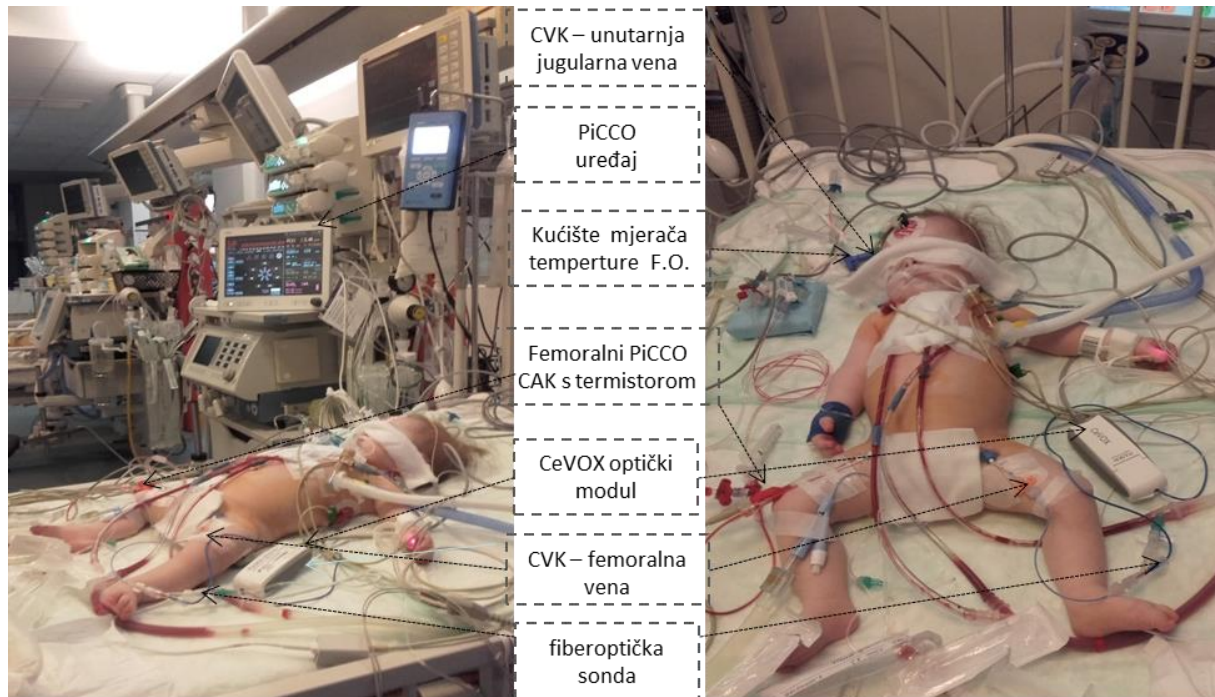 CVK – unutarnja
jugularna vena
PiCCO
uređaj
Kućište mjerača
temperture F.O.
Femoralni PiCCO
CAK s termistorom
CeVOX optički
modul
CVK – femoralna
vena
fiberoptička
sonda
CeVOX